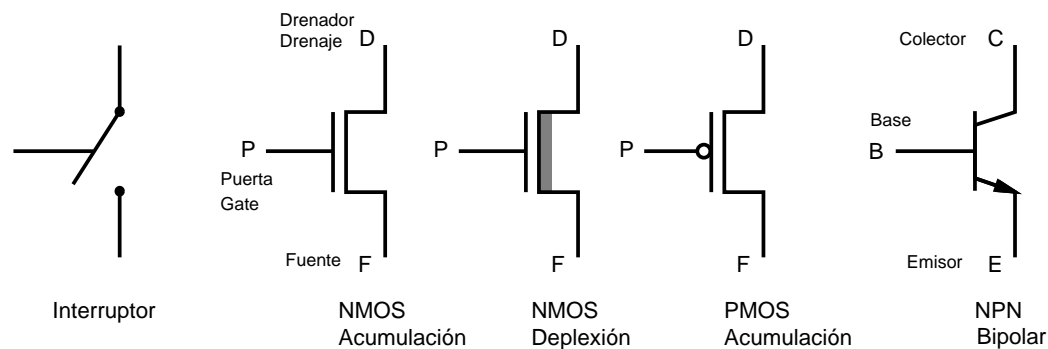 Drenador
Drenaje
D
D
D
Colector
C
P
Puerta
Gate
P
P
Base
B
Fuente
F
F
F
Emisor
E
Interruptor
NMOS
Acumulación
NMOS
Deplexión
PMOS
Acumulación
NPN
Bipolar